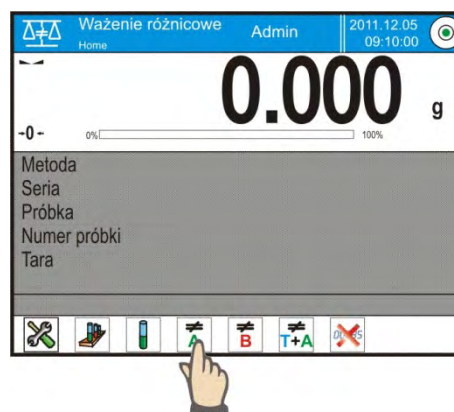 Ważenie różnicowe
Home
Admin
2011.12.05
09:10:00
0.000 g
→0←
0% 100%
Metoda
Seria
Próbka
Numer próbki
Tara
≠ A
≠ B
≠ T+A